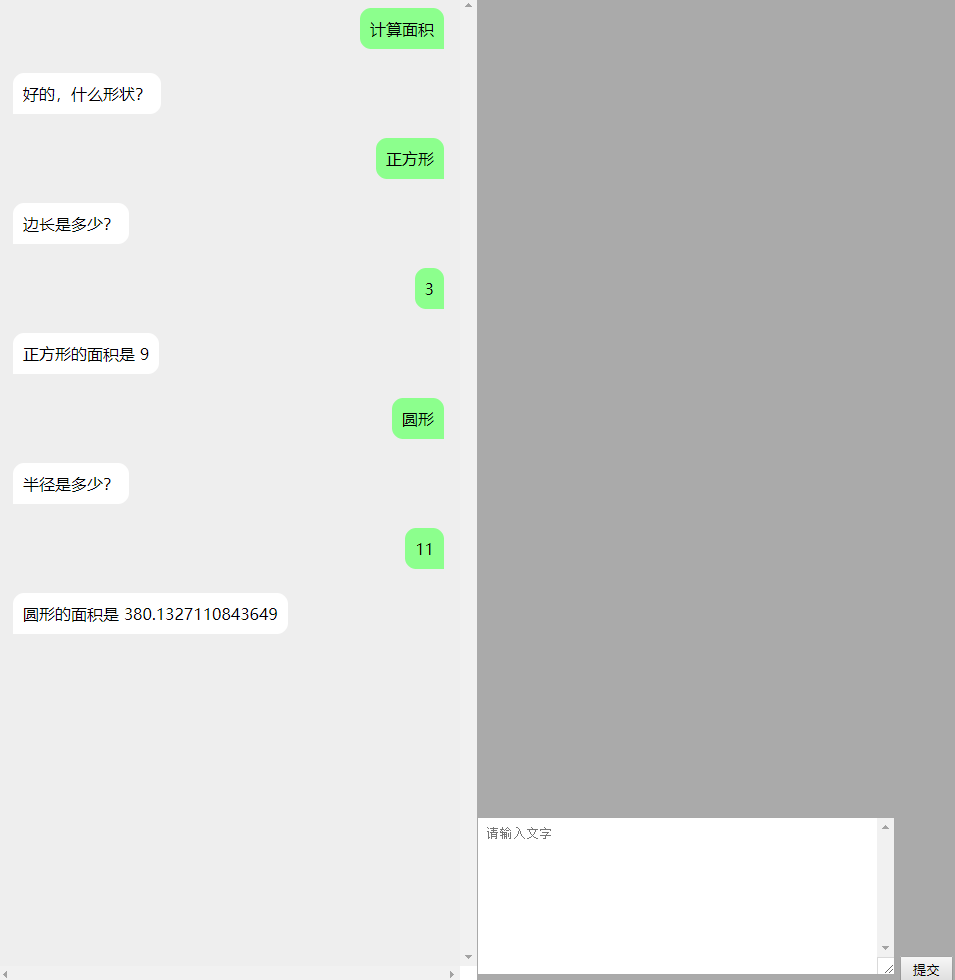 计算面积
好的，什么形状？
正方形
边长是多少？
3
正方形的面积是 9
圆形
半径是多少？
11
圆形的面积是 380.1327110843649
请输入文字
提交